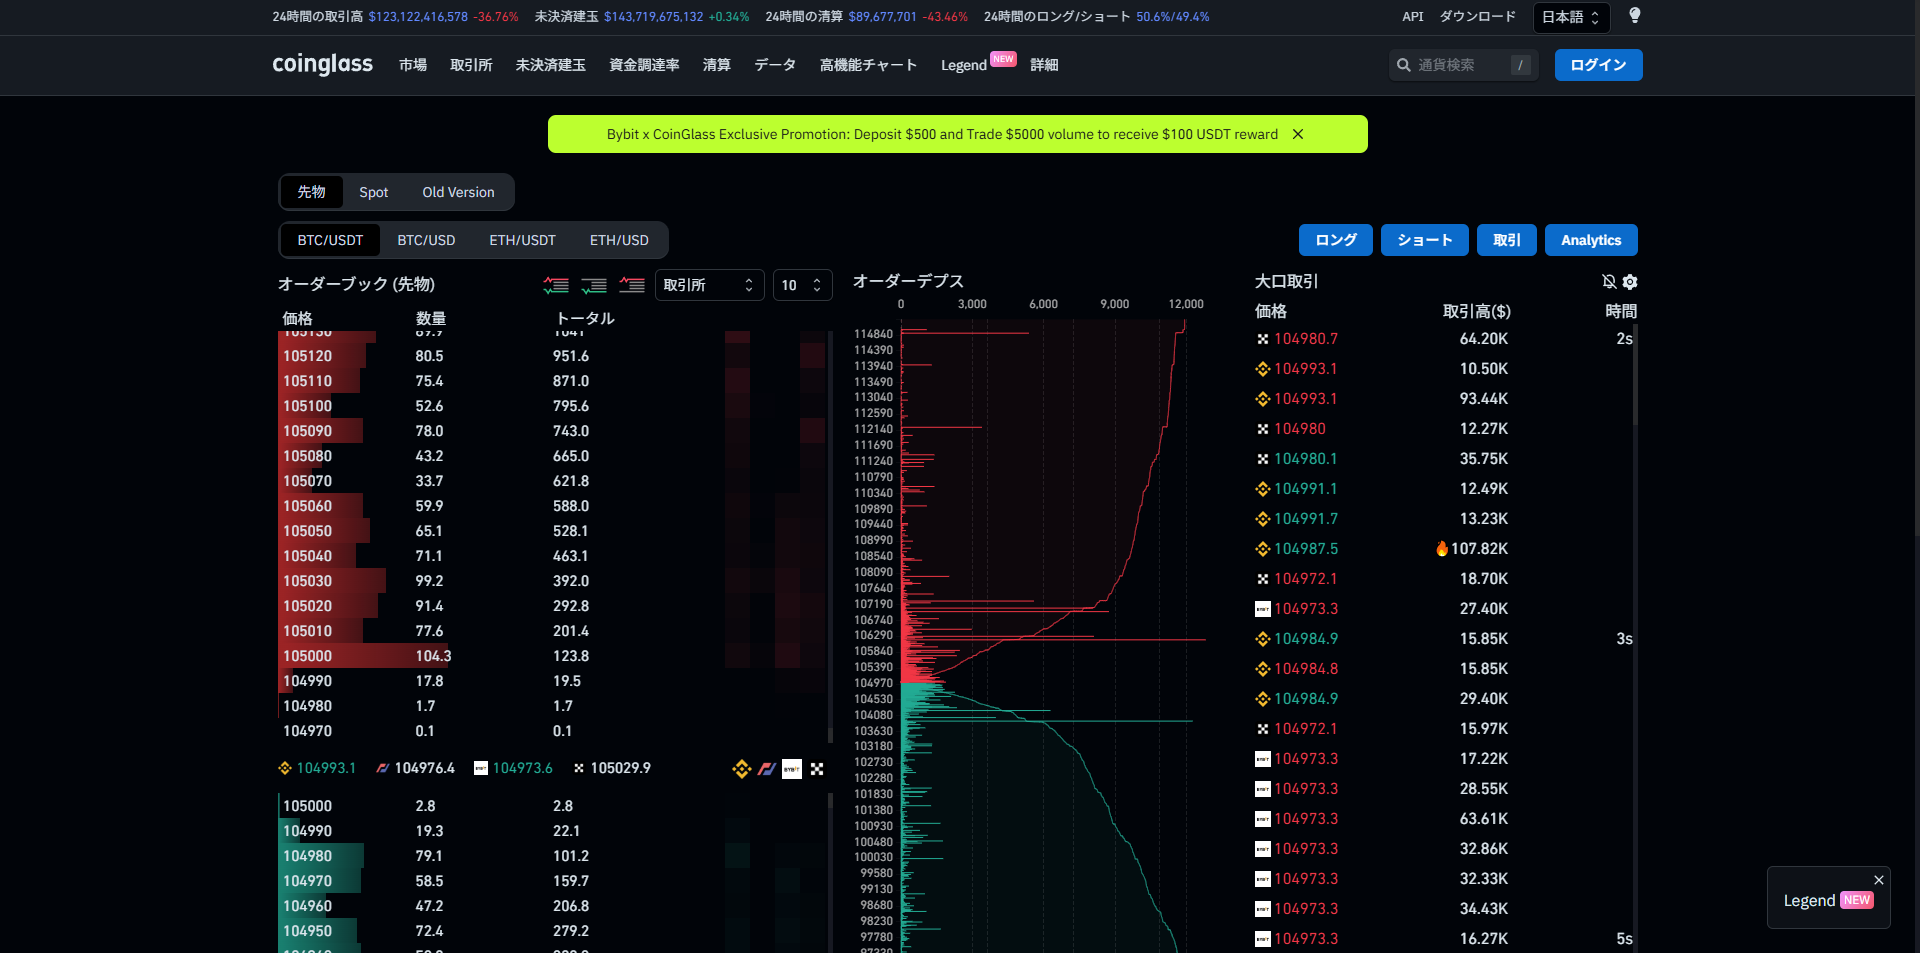 24時間の取引高 $123,122,416,578 -36.76% 未決済建玉 $143,719,675,132 +0.34% 24時間の清算 $89,677,701 -43.46% 24時間のロング/ショート 50.6%/49.4% API ダウンロード 日本語
coinglass 市場 取引所 未決済建玉 資金調達率 清算 データ 高機能チャート Legend NEW 詳細 通貨検索 / ログイン
Bybit x CoinGlass Exclusive Promotion: Deposit $500 and Trade $5000 volume to receive $100 USDT reward
先物 Spot Old Version
BTC/USDT BTC/USD ETH/USDT ETH/USD
ロング ショート 取引 Analytics
オーダーブック (先物) 取引所 10
価格 数量 トータル
105130 89.9 1041
105120 80.5 951.6
105110 75.4 871.0
105100 52.6 795.6
105090 78.0 743.0
105080 43.2 665.0
105070 33.7 621.8
105060 59.9 588.0
105050 65.1 528.1
105040 71.1 463.1
105030 99.2 392.0
105020 91.4 292.8
105010 77.6 201.4
105000 104.3 123.8
104990 17.8 19.5
104980 1.7 1.7
104970 0.1 0.1
104993.1 104976.4 104973.6 105029.9
105000 2.8 2.8
104990 19.3 22.1
104980 79.1 101.2
104970 58.5 159.7
104960 47.2 206.8
104950 72.4 279.2
オーダーデプス
0 3,000 6,000 9,000 12,000
114840
114390
113940
113490
113040
112590
112140
111690
111240
110790
110340
109890
109440
108990
108540
108090
107640
107190
106740
106290
105840
105390
104970
104530
104080
103630
103180
102730
102280
101830
101380
100930
100480
100030
99580
99130
98680
98230
97780
97330
大口取引
価格 取引高($) 時間
104980.7 64.20K 2s
104993.1 10.50K
104993.1 93.44K
104980 12.27K
104980.1 35.75K
104991.1 12.49K
104991.7 13.23K
104987.5 107.82K
104972.1 18.70K
104973.3 27.40K
104984.9 15.85K 3s
104984.8 15.85K
104984.9 29.40K
104972.1 15.97K
104973.3 17.22K
104973.3 28.55K
104973.3 63.61K
104973.3 32.86K
104973.3 32.33K
104973.3 34.43K
104973.3 16.27K 5s
Legend NEW